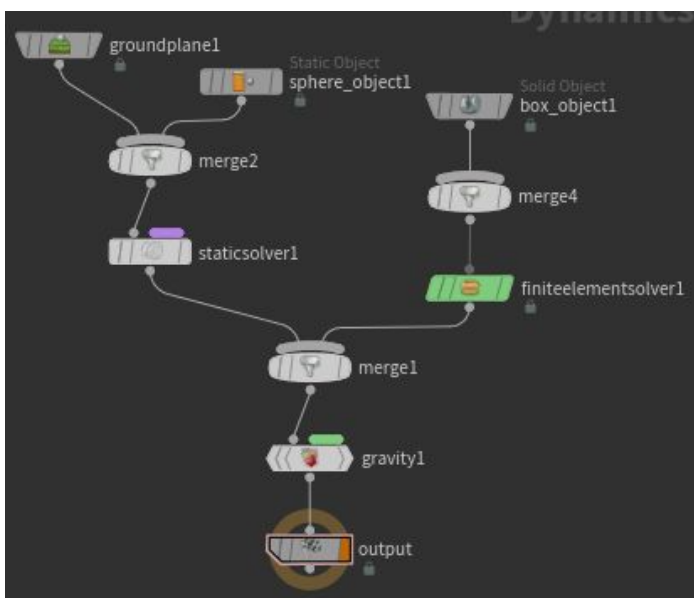 Dynamics
groundplane1
Static Object
sphere_object1
Solid Object
box_object1
merge2
merge4
staticsolver1
finiteelementsolver1
merge1
gravity1
output